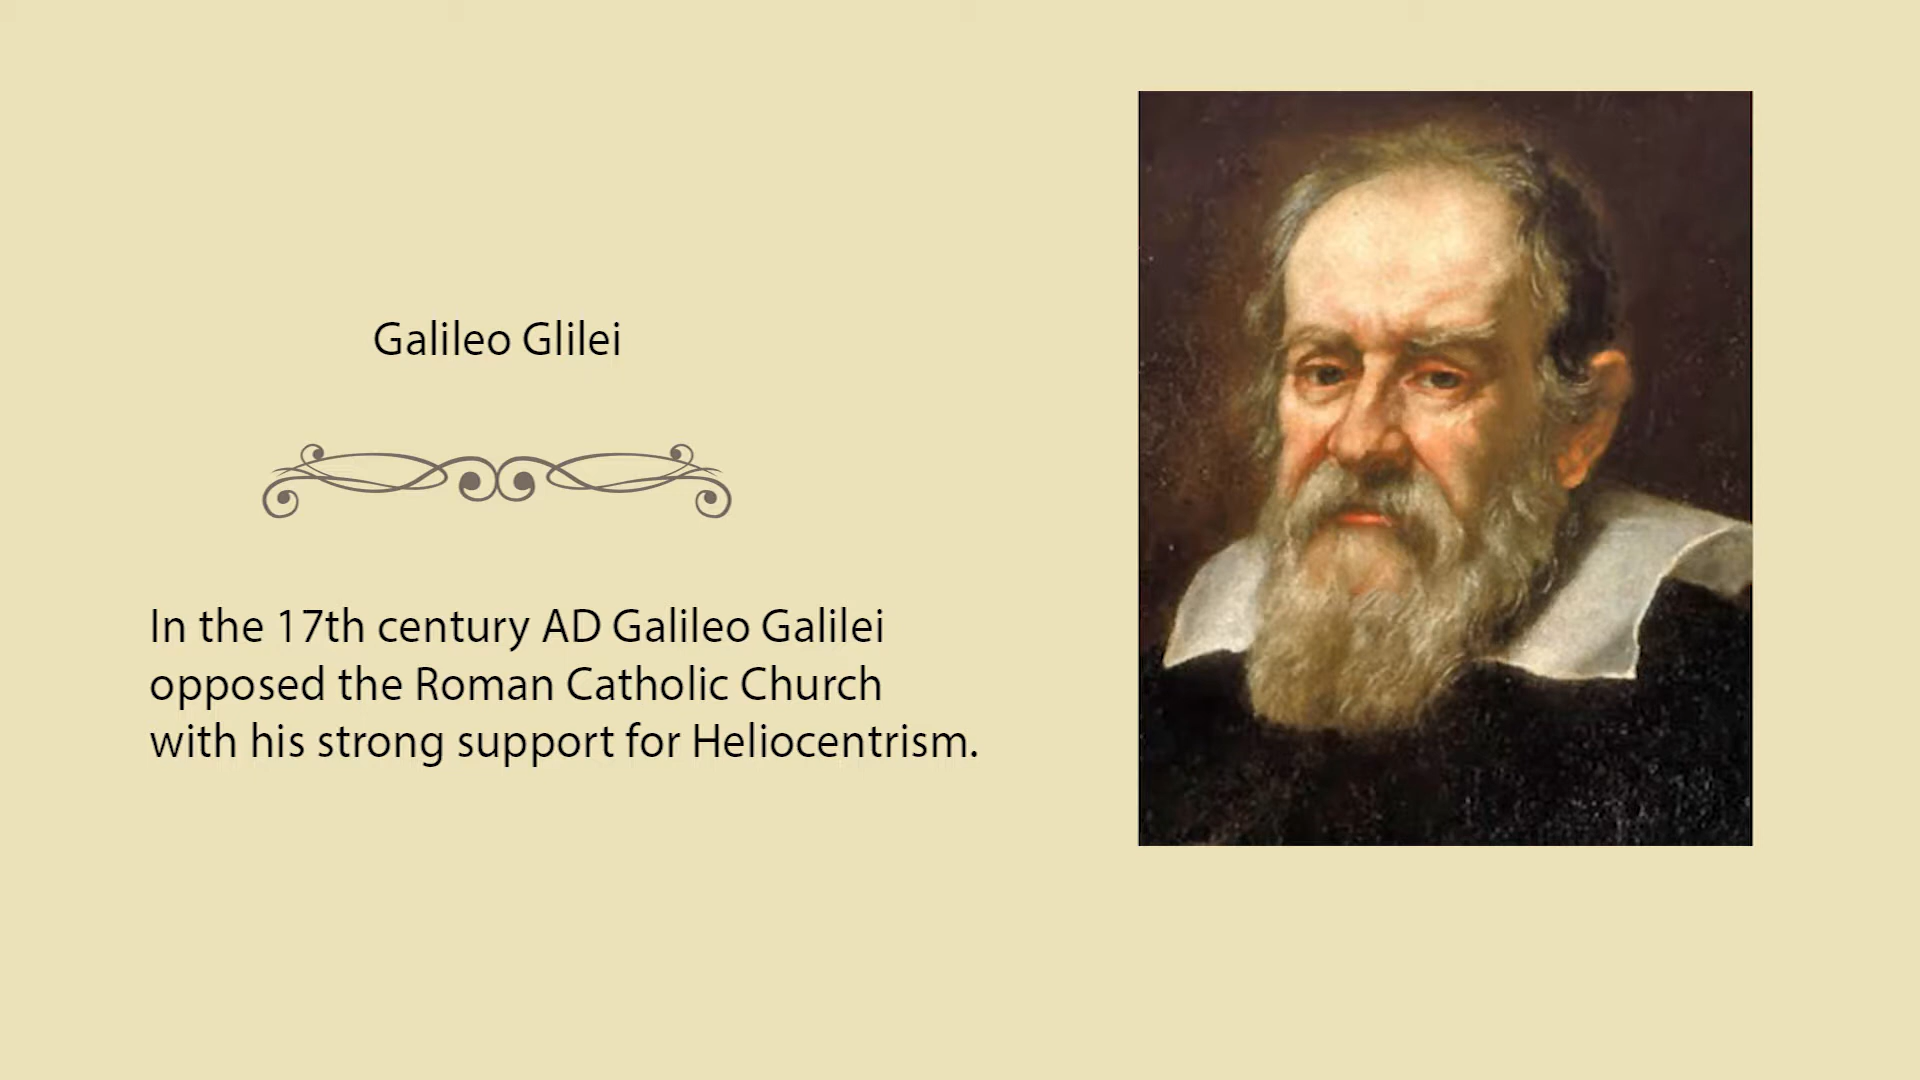 Galileo Glilei
In the 17th century AD Galileo Galilei
opposed the Roman Catholic Church
with his strong support for Heliocentrism.